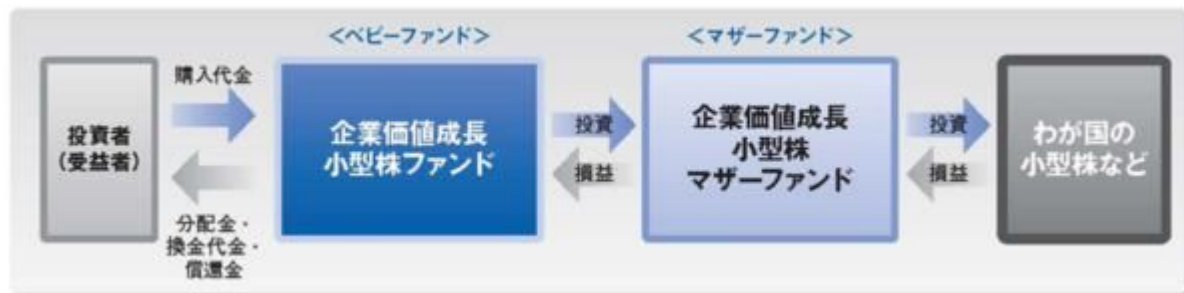 <ベビーファンド>
<マザーファンド>
投資者
(受益者)
購入代金
分配金・
換金代金・
償還金
企業価値成長
小型株ファンド
投資
損益
企業価値成長
小型株
マザーファンド
投資
損益
わが国の
小型株など